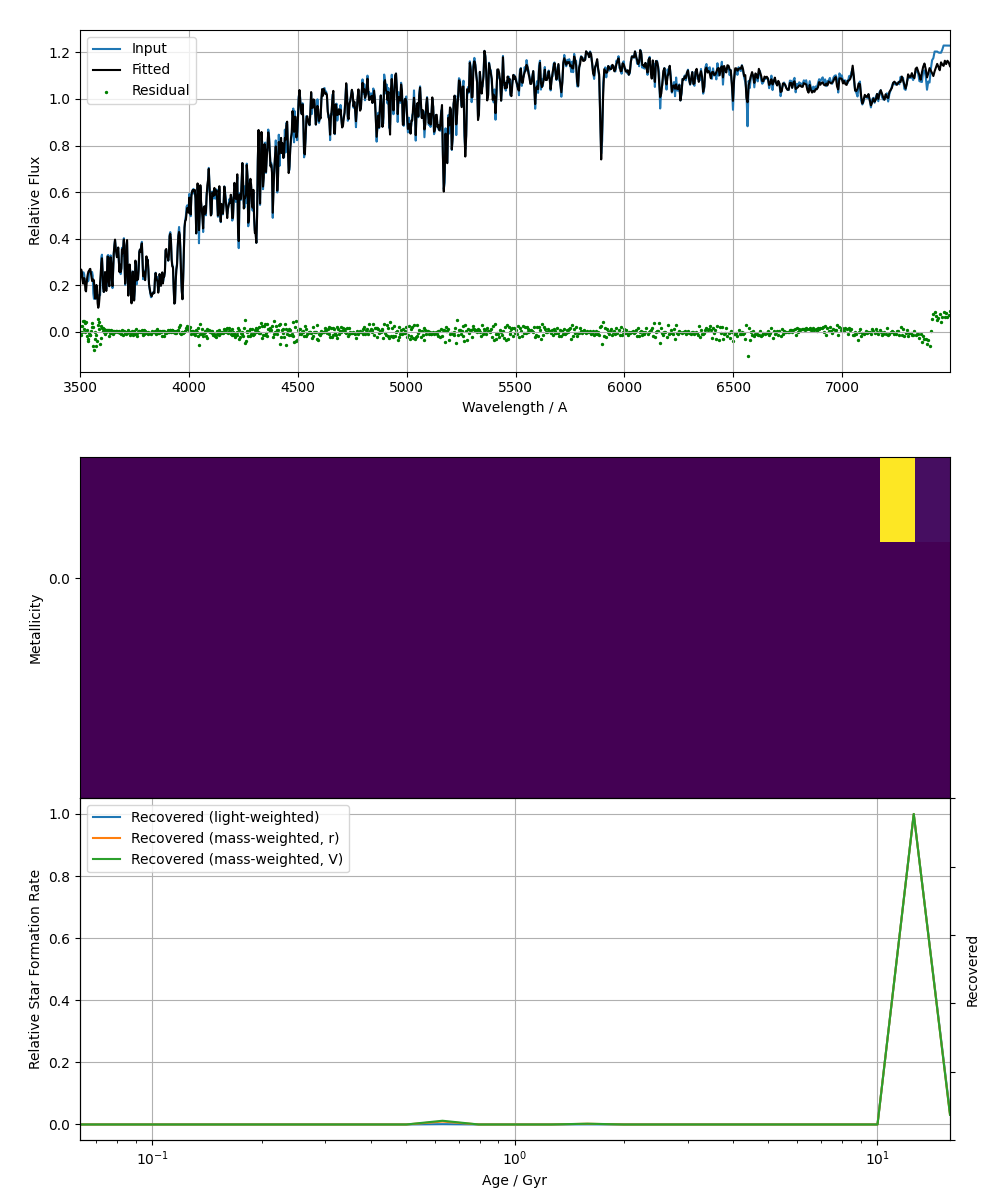 1.2
1.0
0.8
0.6
0.4
0.2
0.0
Relative Flux
Input
Fitted
Residual
3500 4000 4500 5000 5500 6000 6500 7000
Wavelength / A
0.0
Metallicity
1.0
0.8
0.6
0.4
0.2
0.0
Relative Star Formation Rate
Recovered (light-weighted)
Recovered (mass-weighted, r)
Recovered (mass-weighted, V)
Recovered
10⁻¹ 10⁰ 10¹
Age / Gyr